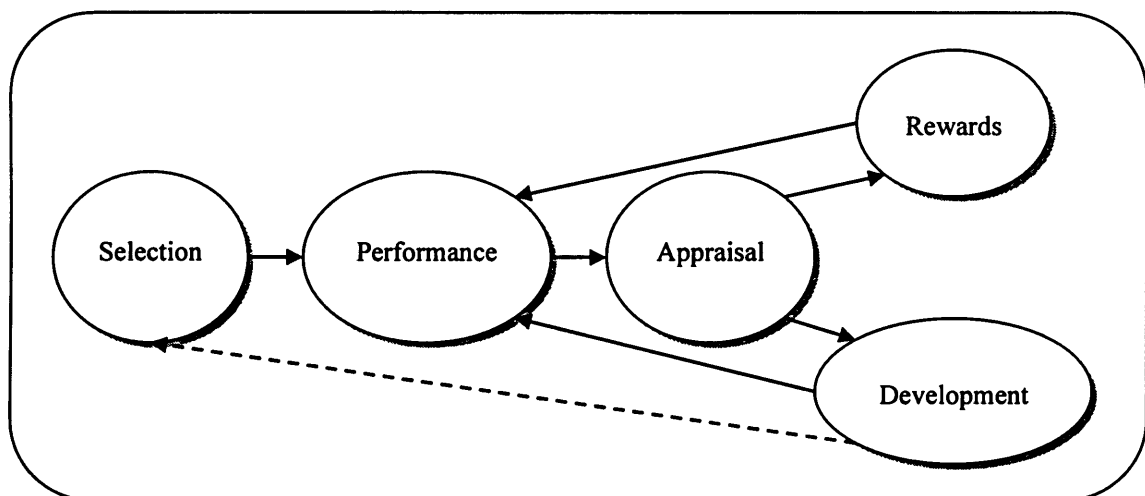 Rewards
Selection
Performance
Appraisal
Development